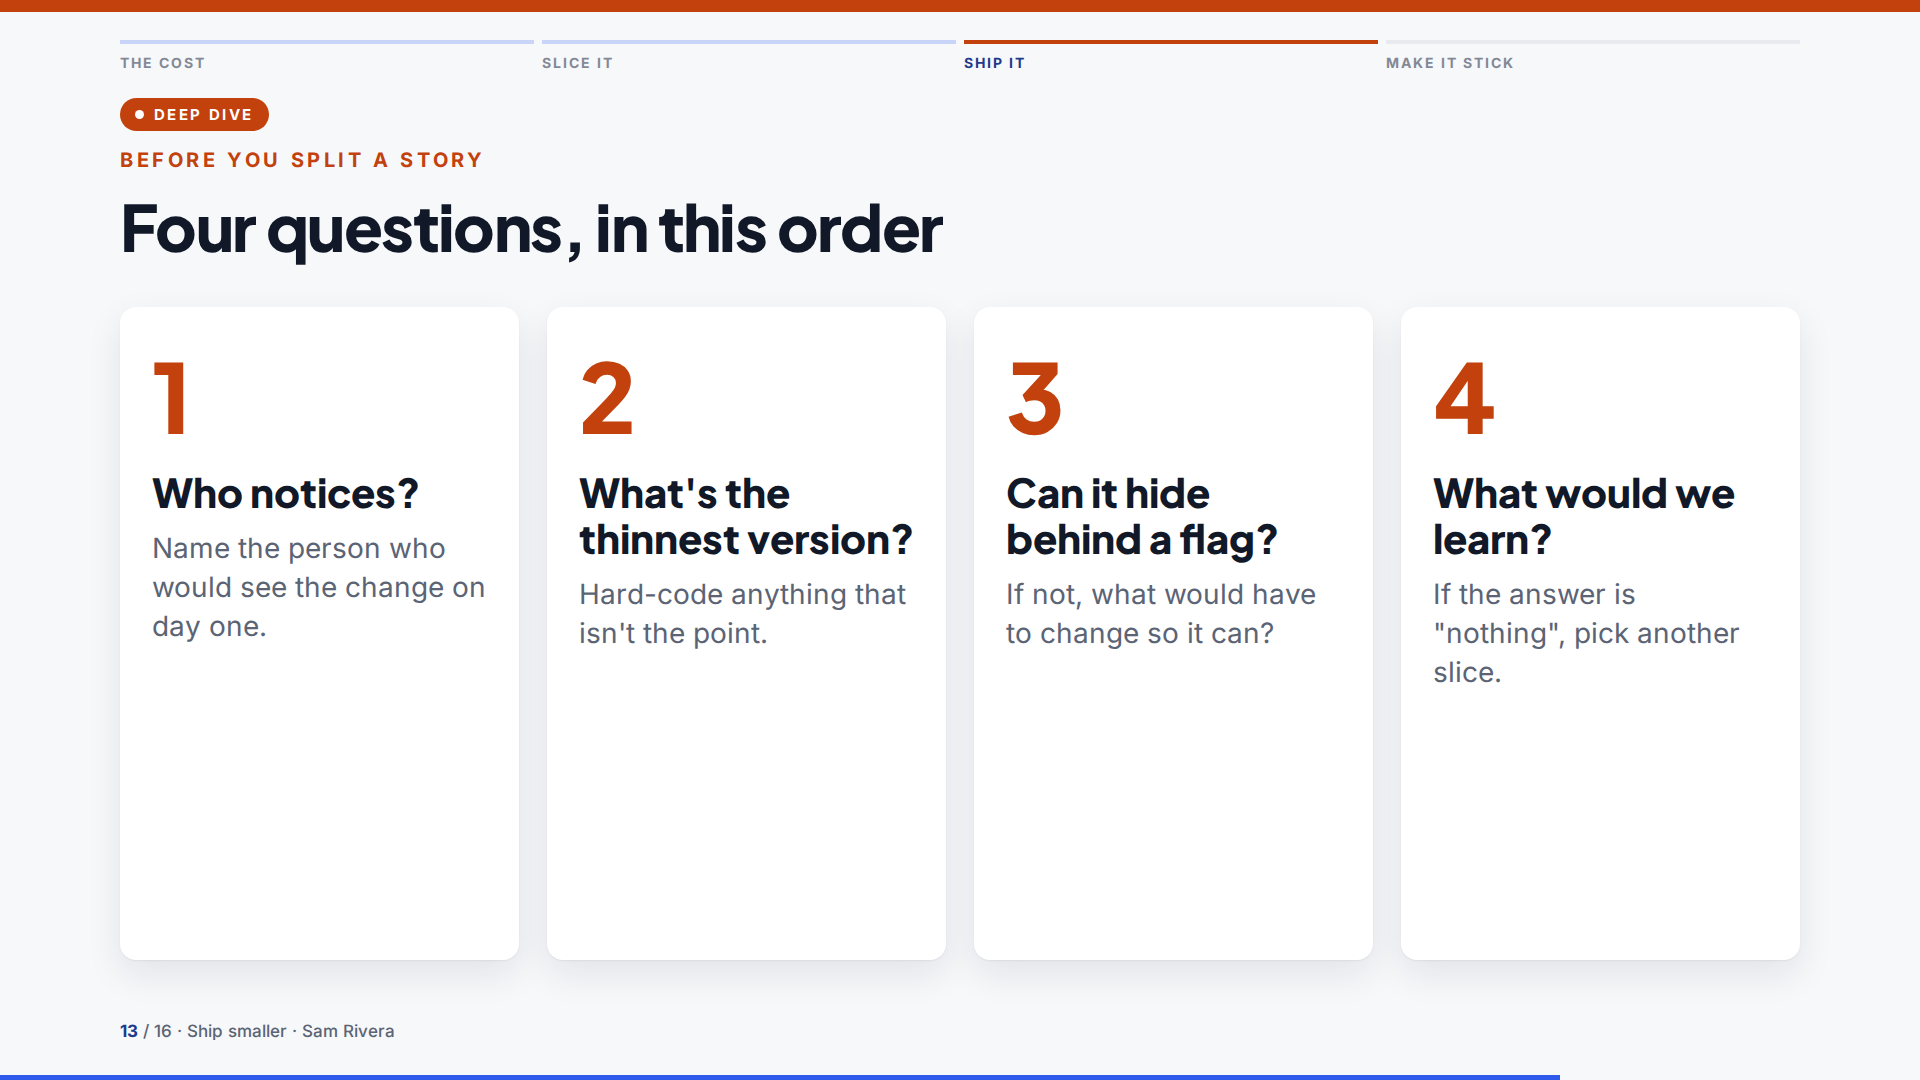 THE COST
SLICE IT
SHIP IT
MAKE IT STICK
DEEP DIVE
BEFORE YOU SPLIT A STORY
Four questions, in this order
1
Who notices?
Name the person who
would see the change on
day one.
2
What's the
thinnest version?
Hard-code anything that
isn't the point.
3
Can it hide
behind a flag?
If not, what would have
to change so it can?
4
What would we
learn?
If the answer is
"nothing", pick another
slice.
13 / 16 · Ship smaller · Sam Rivera